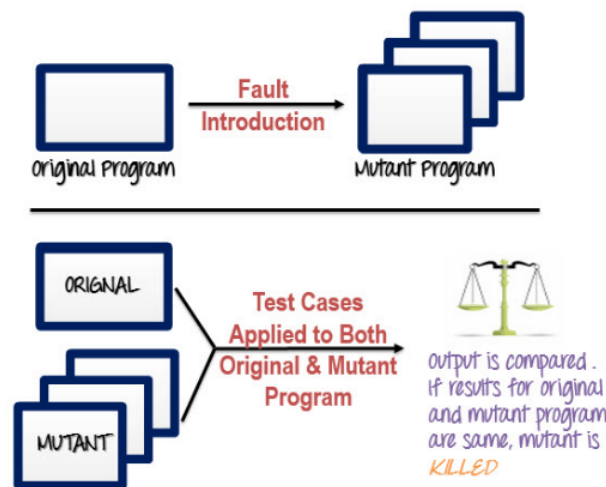 Fault
Introduction
Original Program
Mutant Program
ORIGNAL
MUTANT
Test Cases
Applied to Both
Original & Mutant
Program
Output is compared.
If results for original
and mutant program
are same, mutant is
KILLED